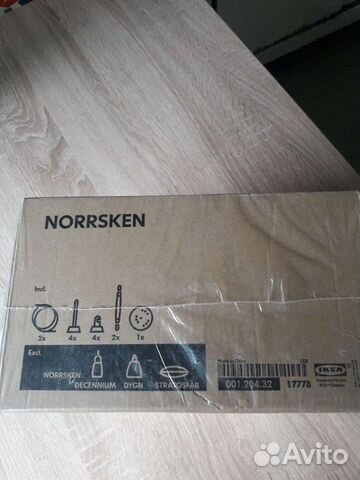 NORRSKEN
Incl.
2x 4x 4x 2x 1x
Excl.
NORRSKEN
DECENNIUM DYGN STRATOSFÄR
Made in China
001.204.32 17778
IKEA
Avito